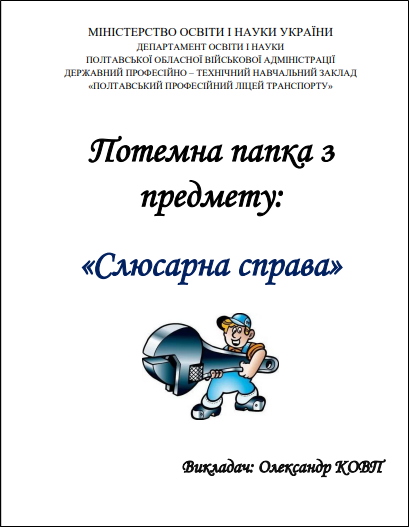 МІНІСТЕРСТВО ОСВІТИ І НАУКИ УКРАЇНИ
ДЕПАРТАМЕНТ ОСВІТИ І НАУКИ
ПОЛТАВСЬКОЇ ОБЛАСНОЇ ВІЙСЬКОВОЇ АДМІНІСТРАЦІЇ
ДЕРЖАВНИЙ ПРОФЕСІЙНО – ТЕХНІЧНИЙ НАВЧАЛЬНИЙ ЗАКЛАД
«ПОЛТАВСЬКИЙ ПРОФЕСІЙНИЙ ЛІЦЕЙ ТРАНСПОРТУ»
Потемна папка з
предмету:
«Слюсарна справа»
Викладач: Олександр КОВП